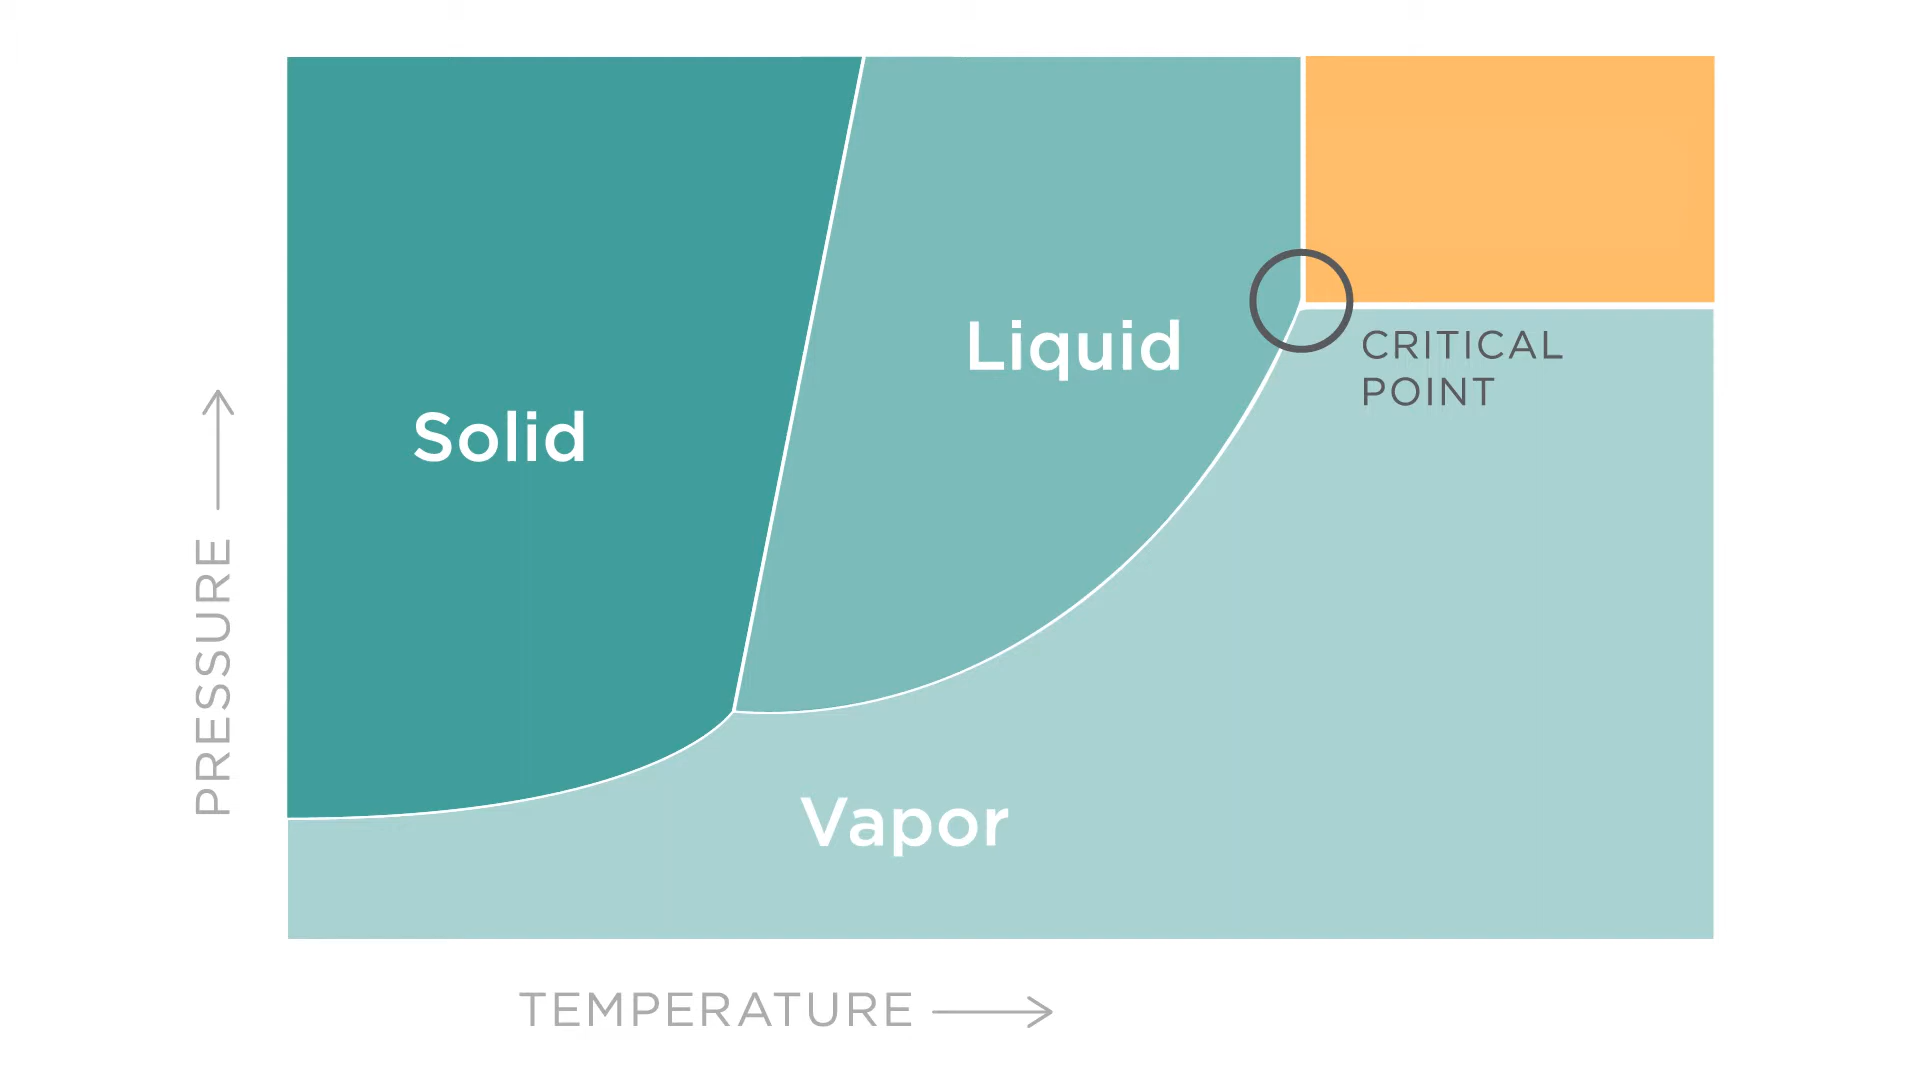 Solid
Liquid
CRITICAL
POINT
Vapor
PRESSURE
TEMPERATURE